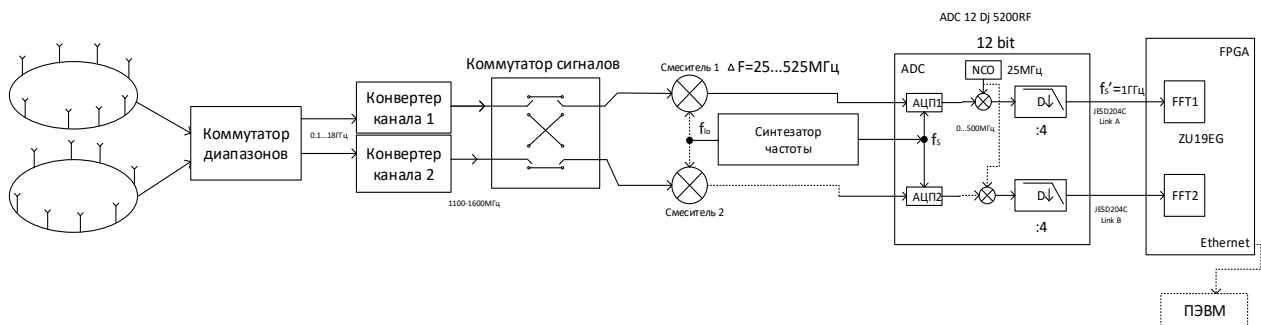 ADC 12 Dj 5200RF
12 bit
Коммутатор сигналов
Смеситель 1
Δ F=25...525МГц
ADC
NCO
25МГц
FPGA
Конвертер
канала 1
АЦП1
D↓
:4
fs’=1ГГц
FFT1
0...500МГц
JESD204C
Link A
ZU19EG
Коммутатор
диапазонов
0.1...18ГГц
flo
Синтезатор
частоты
fs
Конвертер
канала 2
1100-1600МГц
Смеситель 2
АЦП2
D↓
:4
JESD204C
Link B
FFT2
Ethernet
ПЭВМ